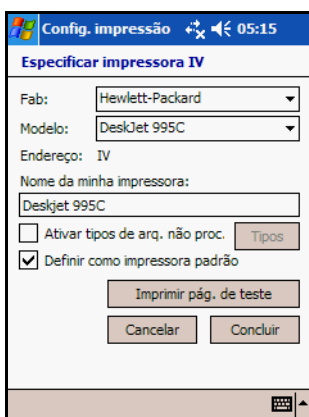 Config. impressão 05:15
Especificar impressora IV
Fab: Hewlett-Packard
Modelo: DeskJet 995C
Endereço: IV
Nome da minha impressora:
Deskjet 995C
Ativar tipos de arq. não proc. Tipos
Definir como impressora padrão
Imprimir pág. de teste
Cancelar Concluir